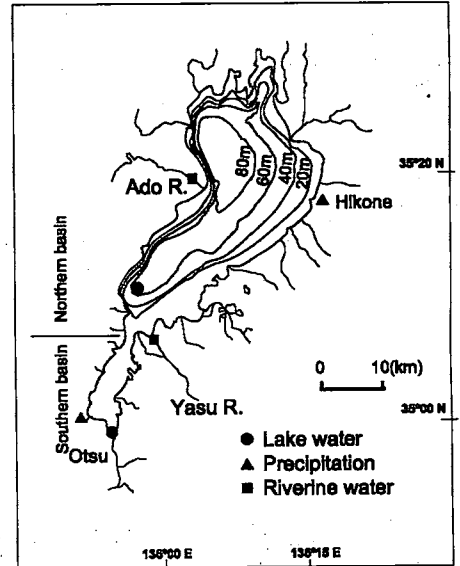 80m
60m
40m
20m
35°20 N
Ado R.
Hikone
Northern basin
Southern basin
0 10(km)
Yasu R.
35°00 N
Otsu
Lake water
Precipitation
Riverine water
136°00 E
136°15 E